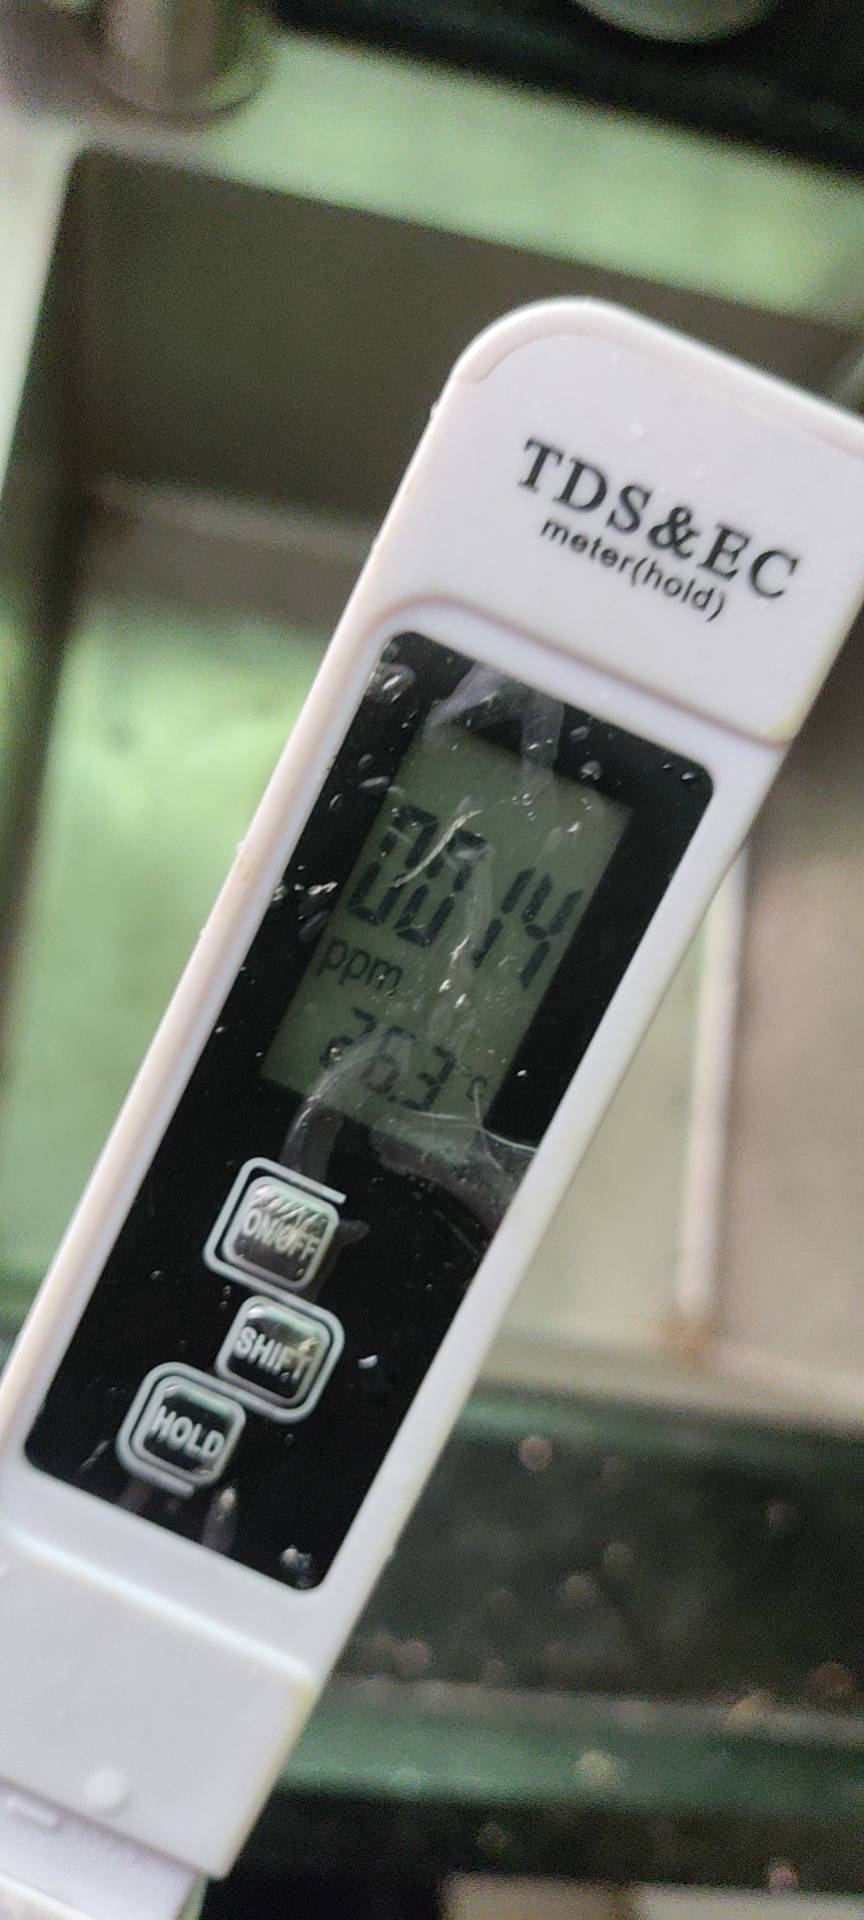 TDS&EC
meter(hold)
0014
ppm
26.3 °C
ON/OFF
SHIFT
HOLD